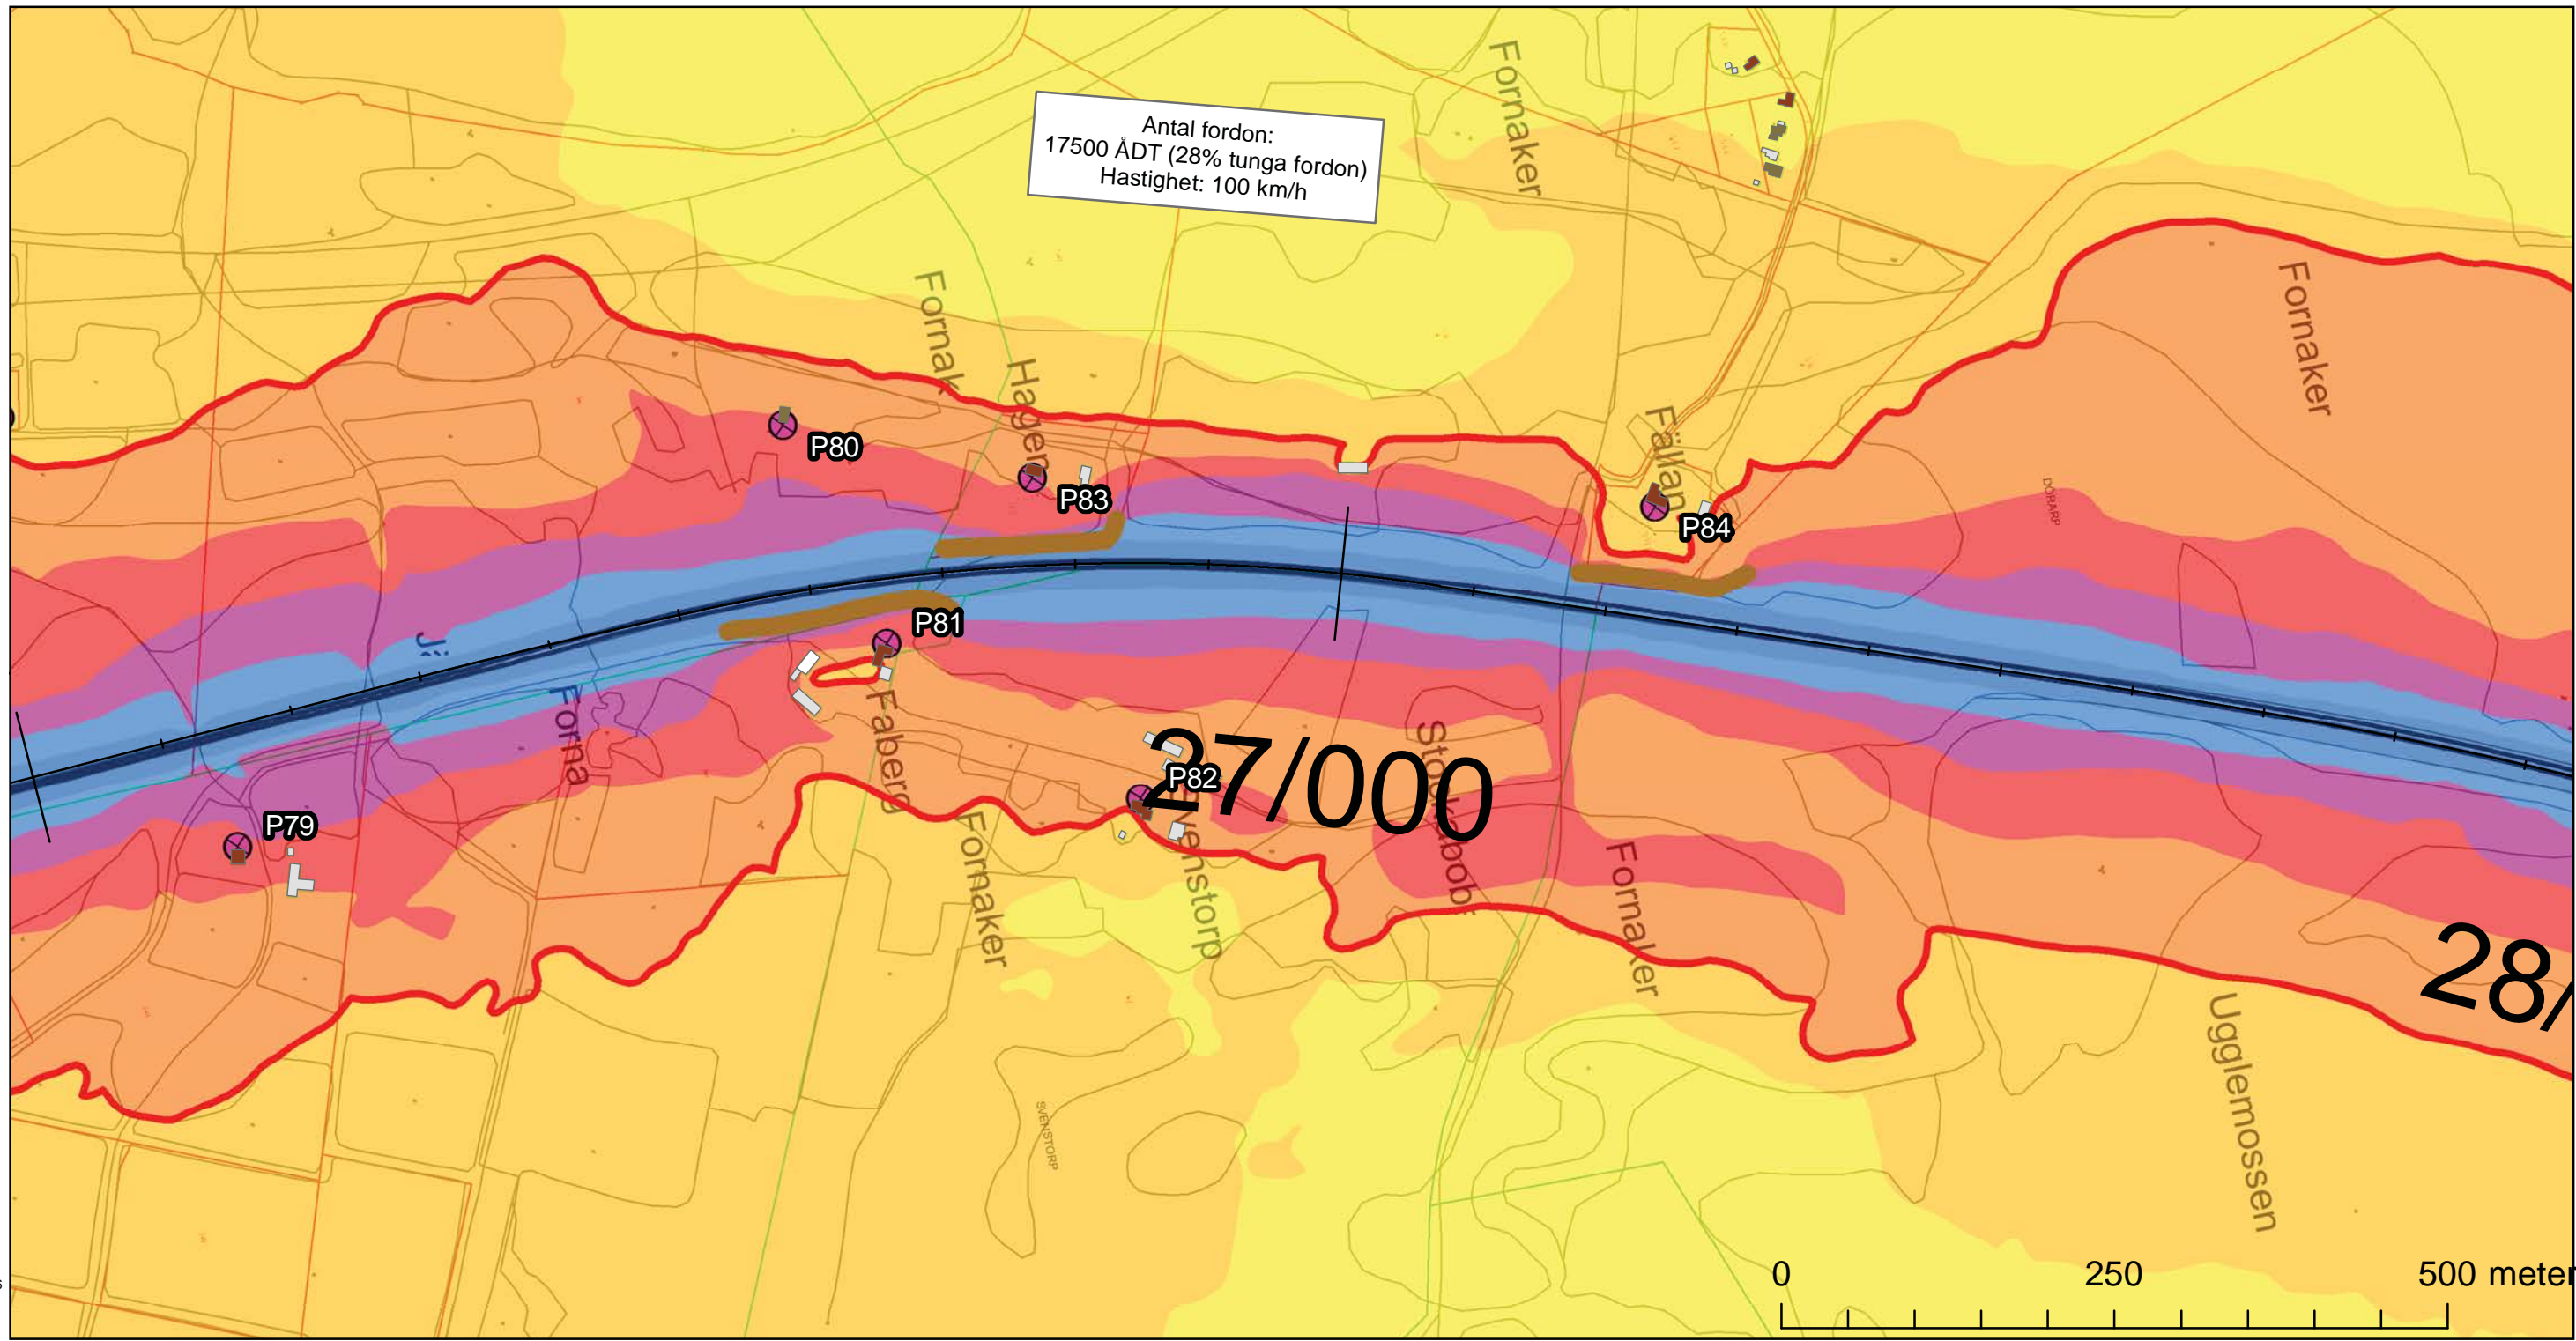 Fornaker
Antal fordon:
17500 ÅDT (28% tunga fordon)
Hastighet: 100 km/h
Fornak
Hagen
Fornaker
P80
P83
Fällan
P84
DORARP
P81
Forna
Faberg
P79
P82
27/000
Fornaker
enstorp
Fornaker
28/
Ugglemossen
SVENSTORP
0 250 500 meter